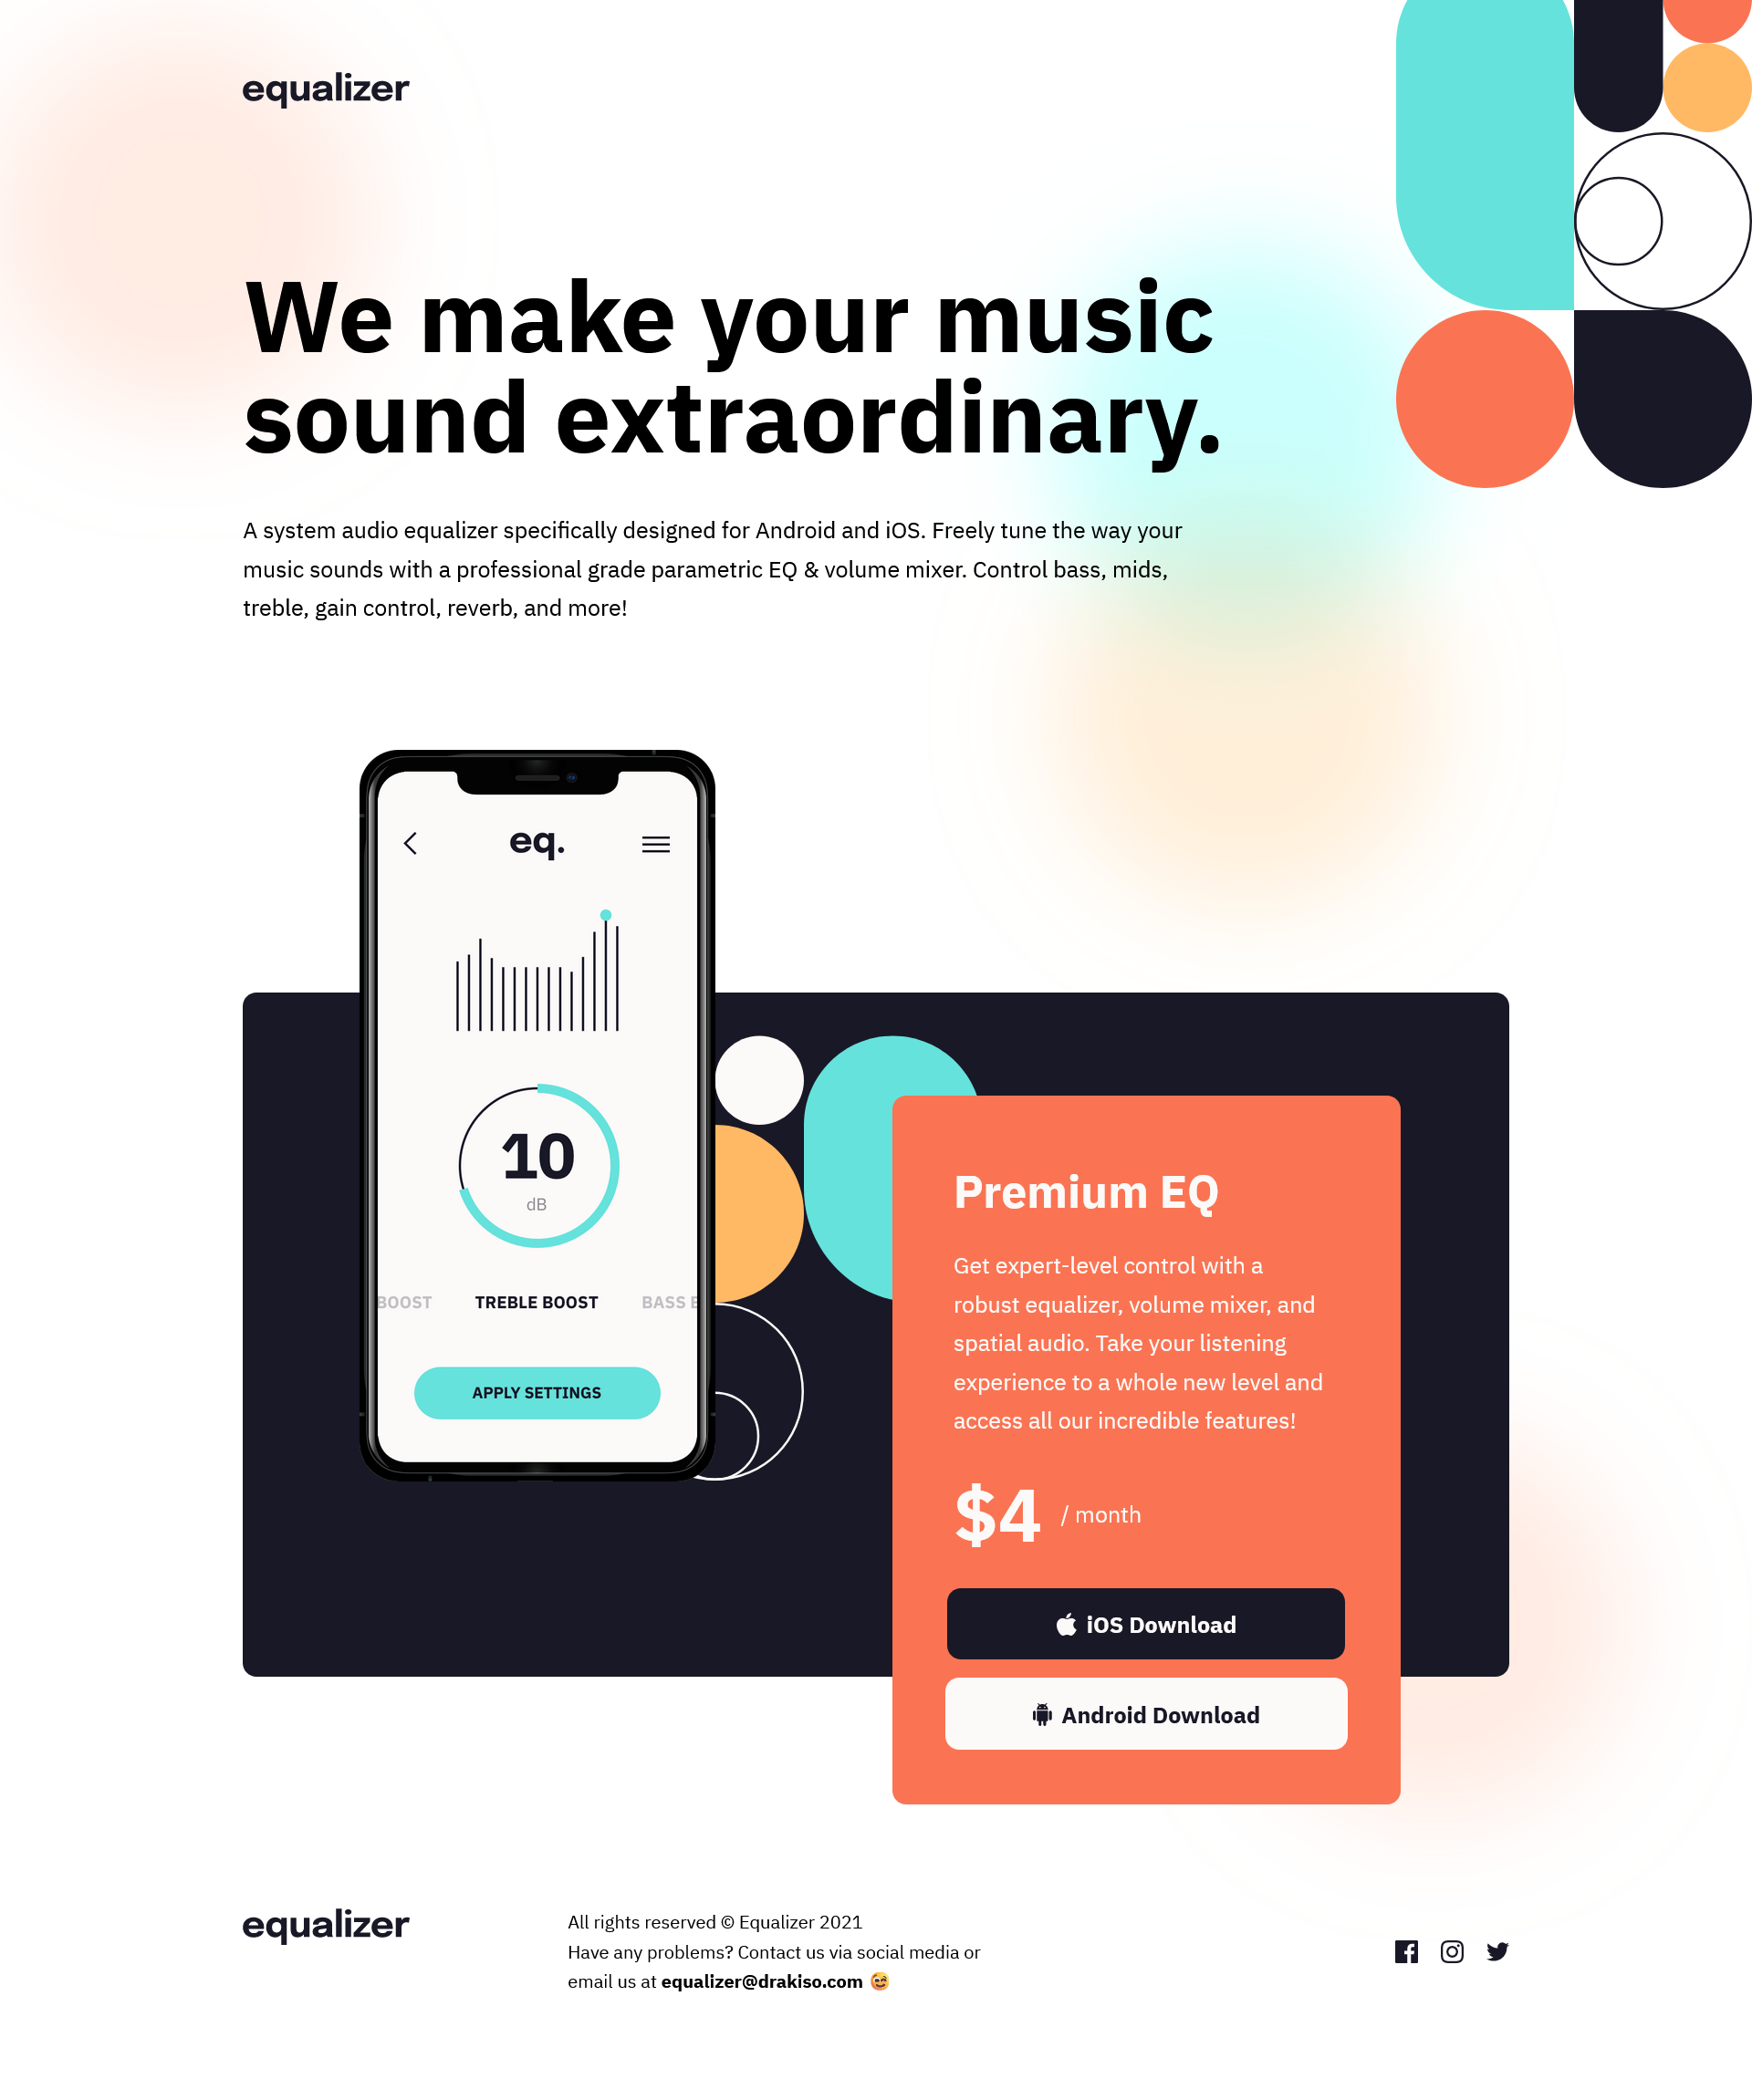 equalizer
We make your music
sound extraordinary.
A system audio equalizer specifically designed for Android and iOS. Freely tune the way your
music sounds with a professional grade parametric EQ & volume mixer. Control bass, mids,
treble, gain control, reverb, and more!
eq.
10
dB
BOOST TREBLE BOOST BASS
APPLY SETTINGS
Premium EQ
Get expert-level control with a
robust equalizer, volume mixer, and
spatial audio. Take your listening
experience to a whole new level and
access all our incredible features!
$4 / month
iOS Download
Android Download
equalizer
All rights reserved © Equalizer 2021
Have any problems? Contact us via social media or
email us at equalizer@drakiso.com 😊